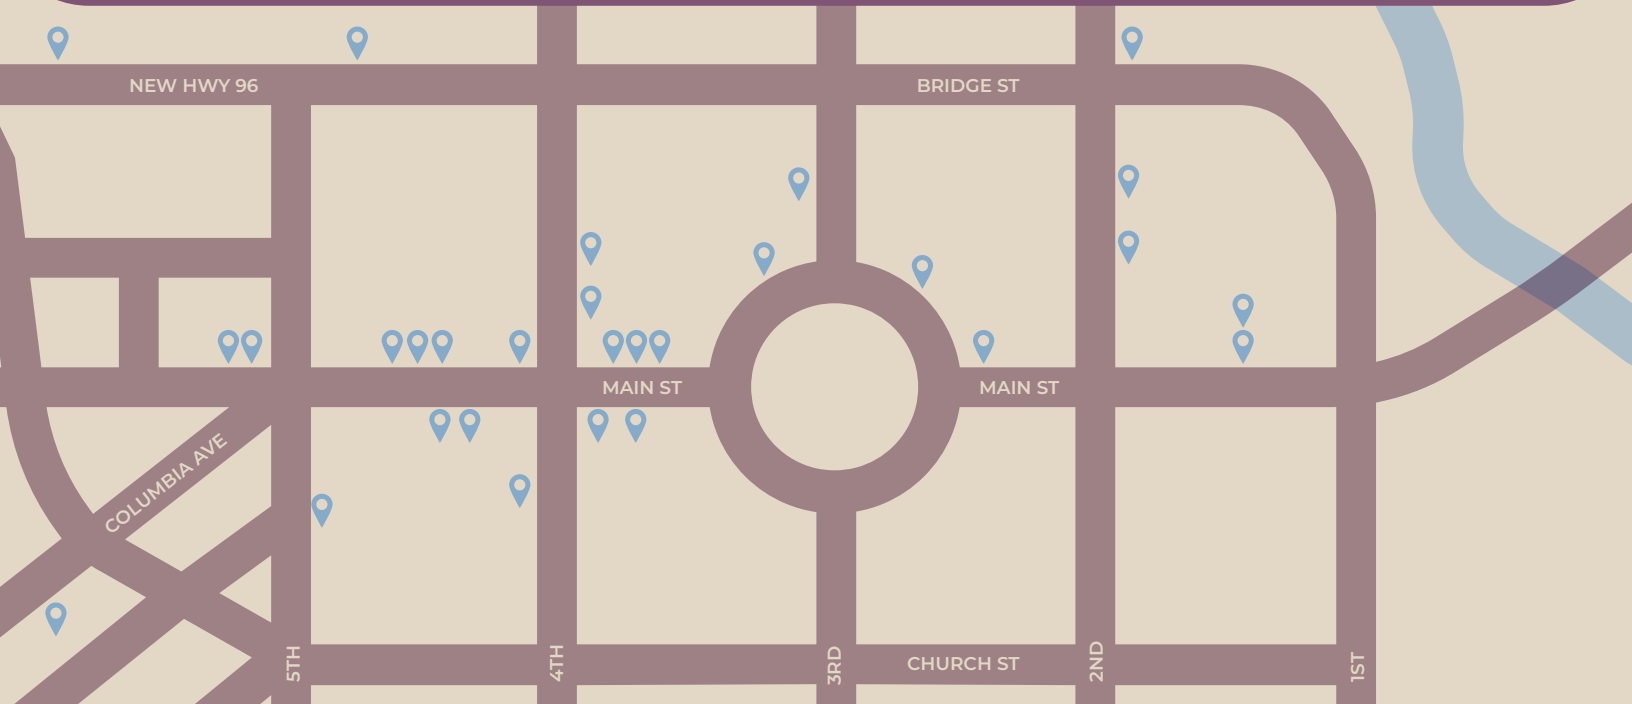 NEW HWY 96
BRIDGE ST
MAIN ST
MAIN ST
COLUMBIA AVE
5TH
4TH
3RD
CHURCH ST
2ND
1ST